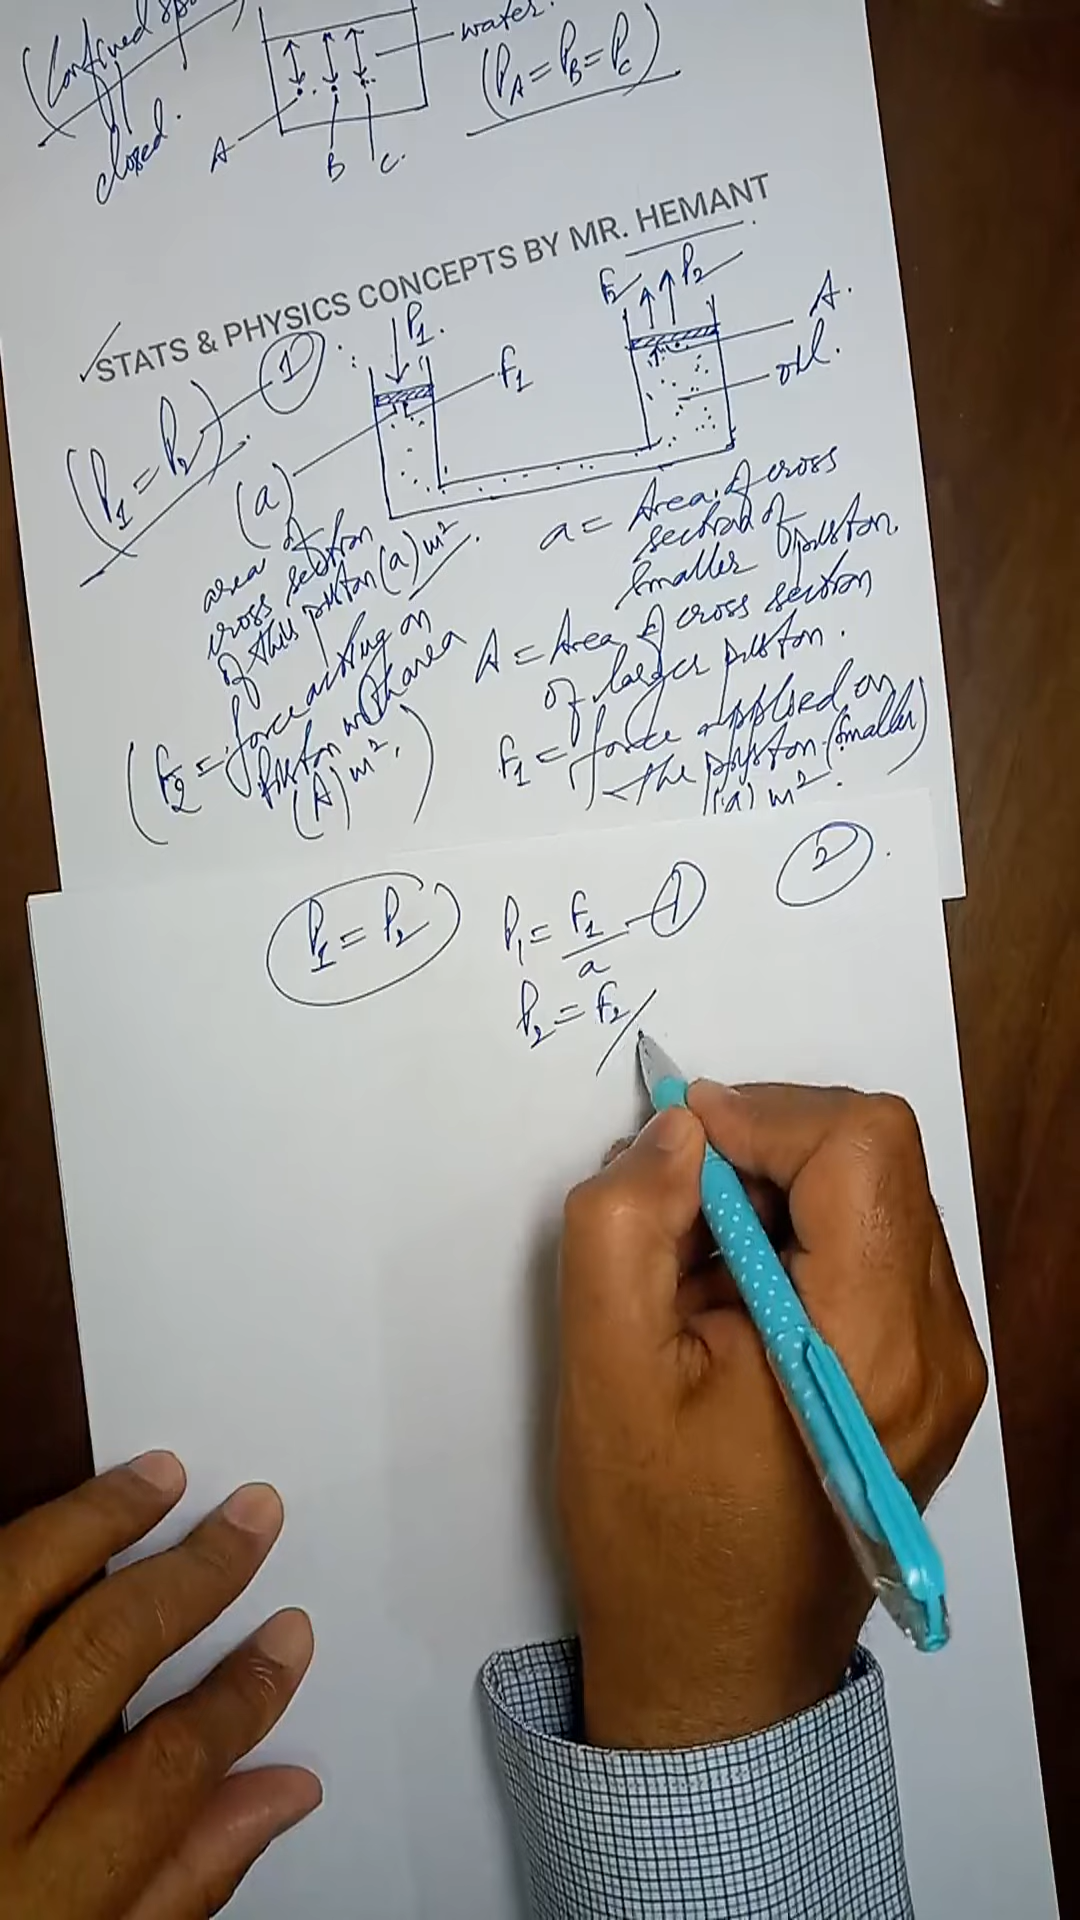 (Confined
closed.
water.
(P_A = P_B = P_C)
A
B
C.
STATS & PHYSICS CONCEPTS BY MR. HEMANT
(P₁ = P₂) 1
P₁.
F₁
F₂ P₂
A.
oil.
(a)
area of
cross section
of this piston (a) m²
a = Area of cross
section of
smaller piston.
A = Area of cross section
of larger piston.
(F₂ = force acting on
piston with area
(A) m².)
F₁ = force applied on
the piston (smaller)
(a) m².
2
P₁ = P₂
P₁ = F₁/a - 1
P₂ = F₂/